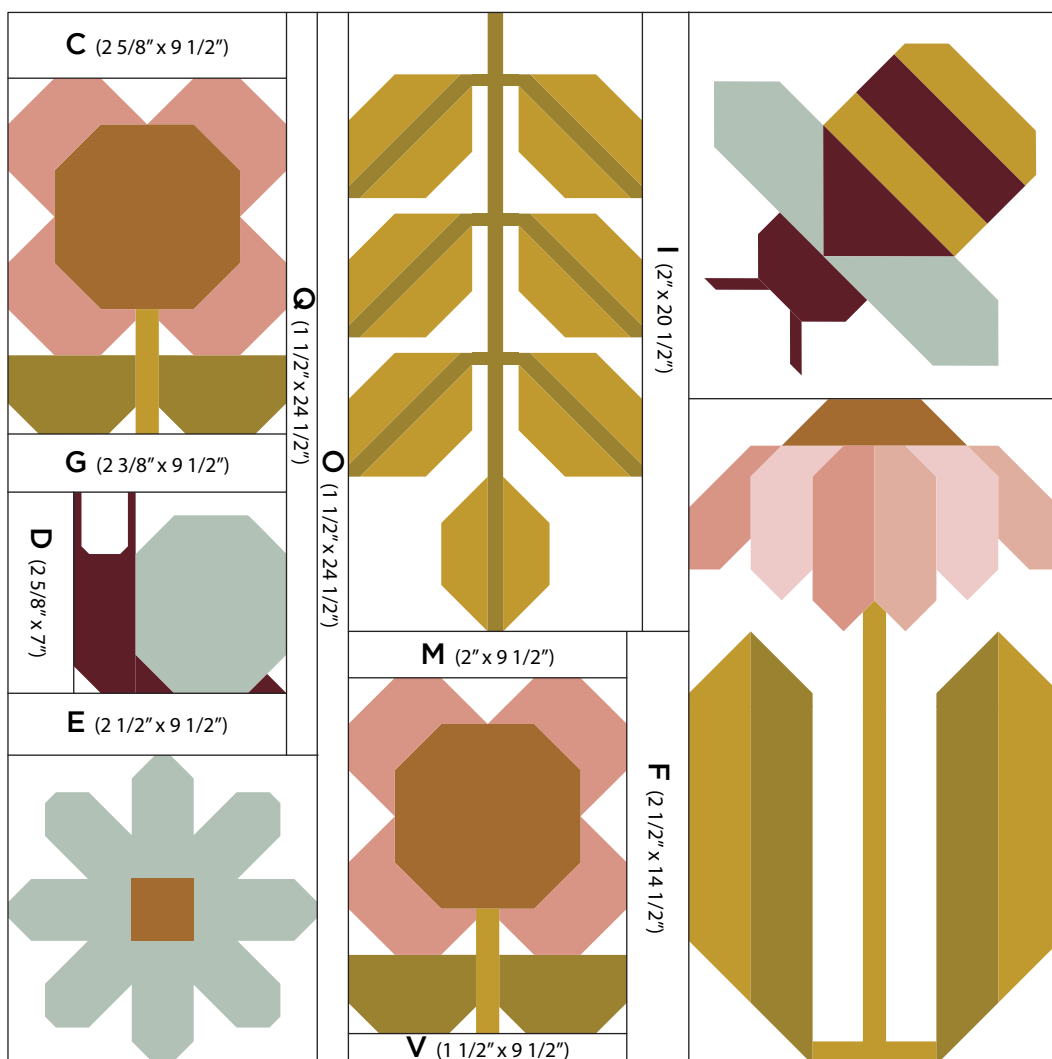 C (2 5/8" x 9 1/2")
Q (1 1/2" x 24 1/2")
O (1 1/2" x 24 1/2")
I (2" x 20 1/2")
G (2 3/8" x 9 1/2")
D (2 5/8" x 7")
E (2 1/2" x 9 1/2")
M (2" x 9 1/2")
F (2 1/2" x 14 1/2")
V (1 1/2" x 9 1/2")